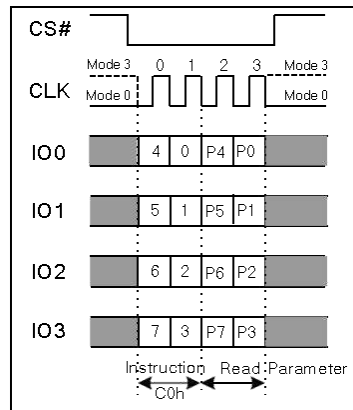 CS#
Mode 3 0 1 2 3 Mode 3
CLK Mode 0 Mode 0
IO0 4 0 P4 P0
IO1 5 1 P5 P1
IO2 6 2 P6 P2
IO3 7 3 P7 P3
Instruction Read Parameter
C0h